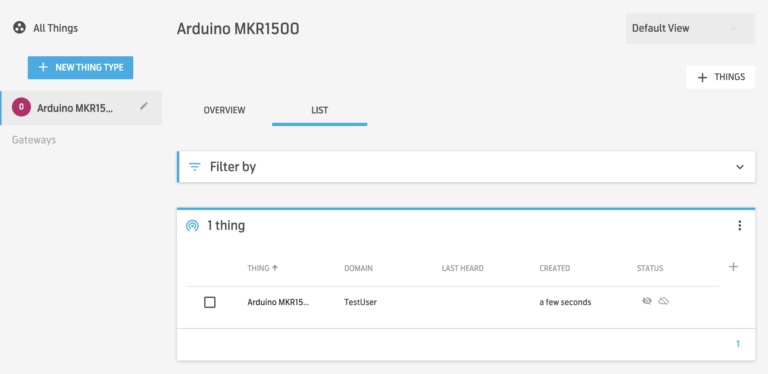 All Things
Arduino MKR1500
Default View
+ NEW THING TYPE
+ THINGS
0 Arduino MKR15...
OVERVIEW LIST
Gateways
Filter by
1 thing
THING ↑ DOMAIN LAST HEARD CREATED STATUS +
Arduino MKR15... TestUser a few seconds
1